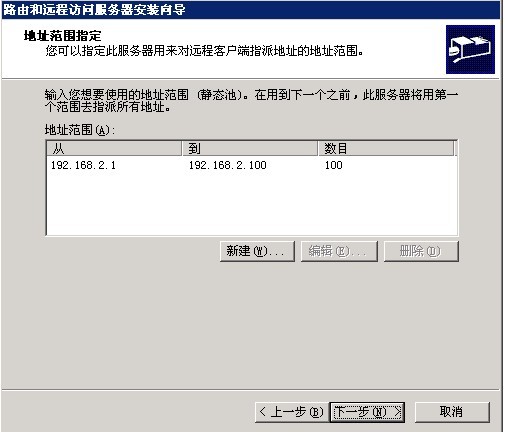 路由和远程访问服务器安装向导
地址范围指定
您可以指定此服务器用来对远程客户端指派地址的地址范围。
输入您想要使用的地址范围 (静态池)。在用到下一个之前，此服务器将用第一
个范围去指派所有地址。
地址范围(A):
从 到 数目
192.168.2.1 192.168.2.100 100
新建(W)... 编辑(E)... 删除(D)
< 上一步(B) 下一步(N) > 取消